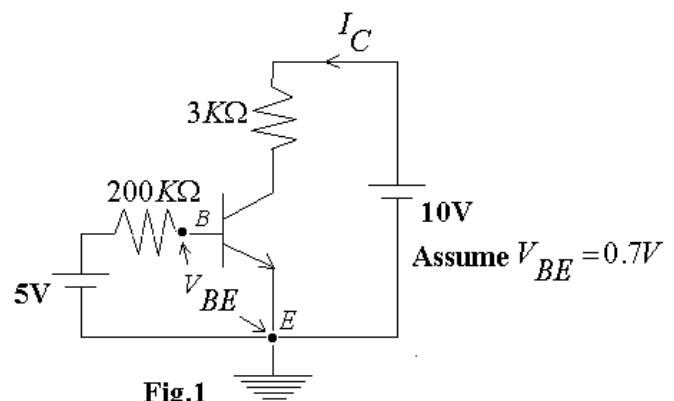 I_C
3KΩ
200KΩ
B
10V
Assume V_BE = 0.7V
5V
V_BE
E
Fig.1